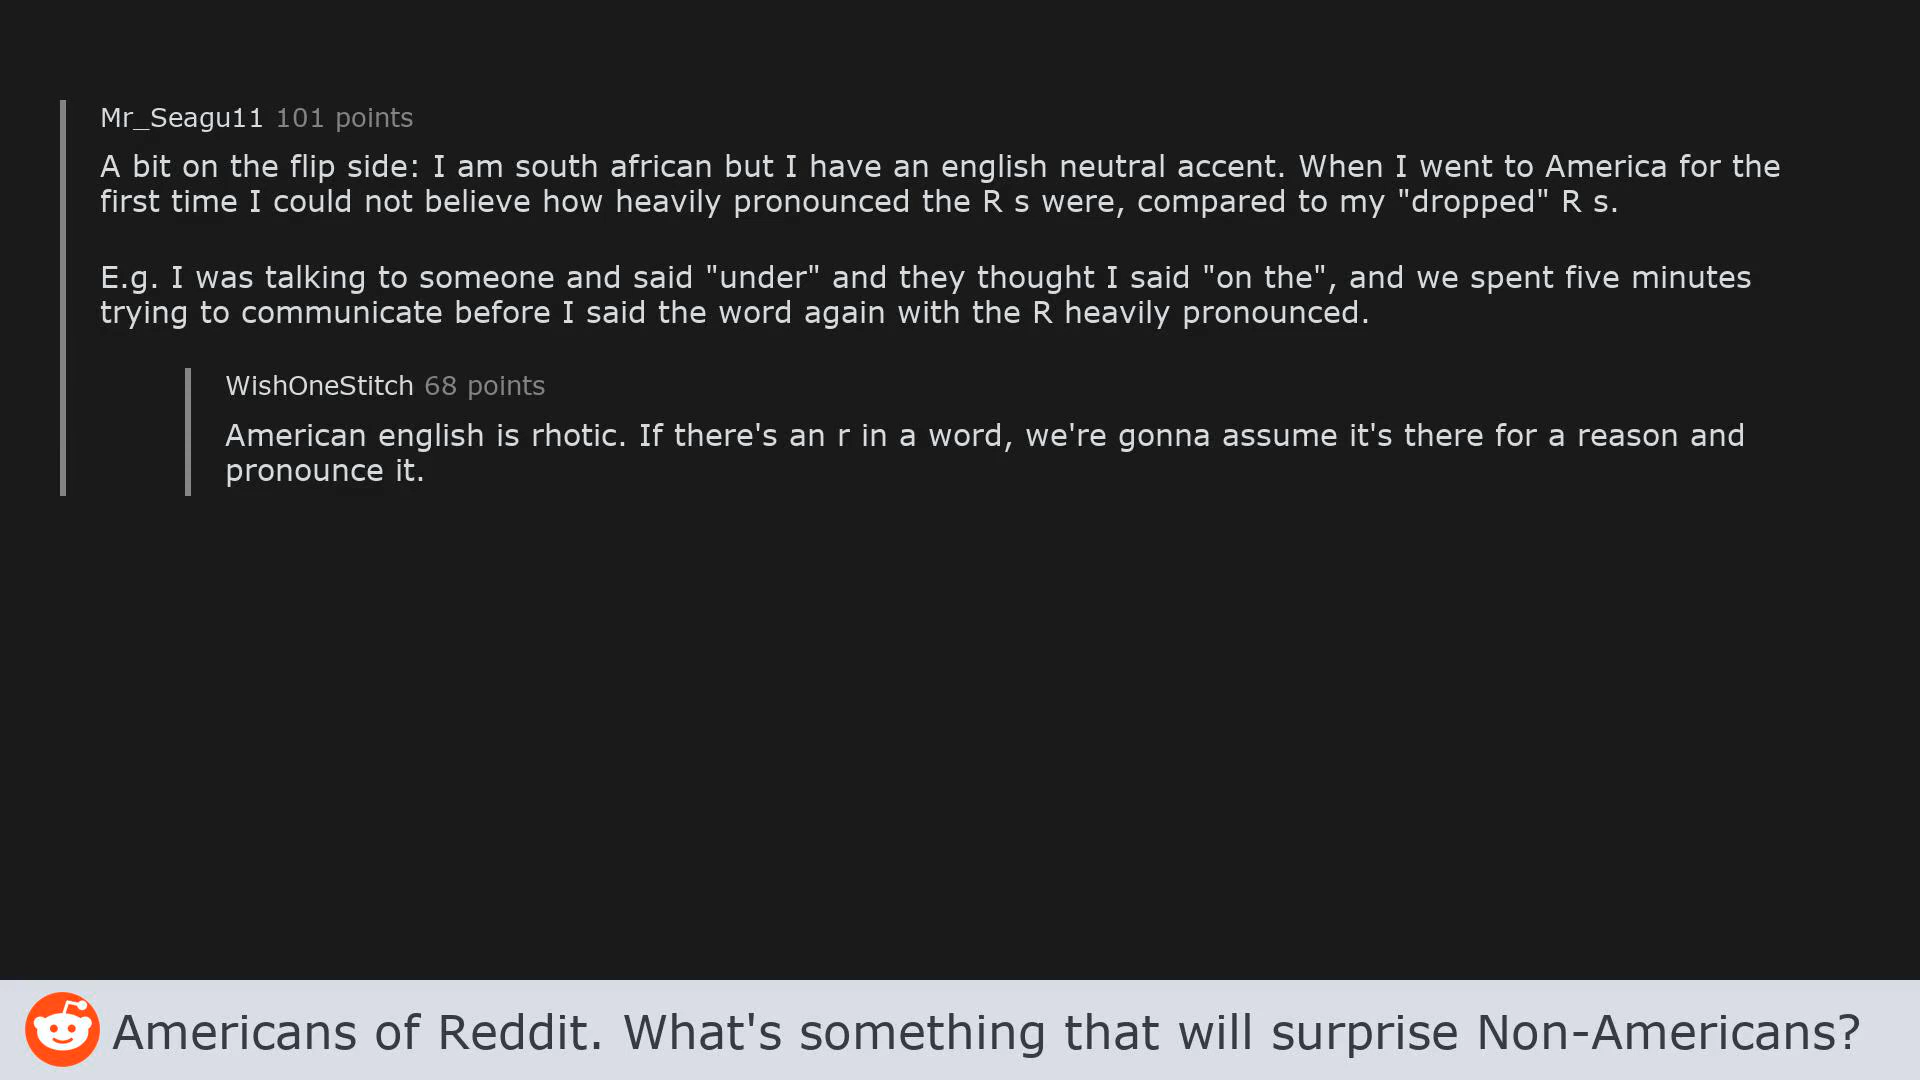 Mr_Seagu11 101 points
A bit on the flip side: I am south african but I have an english neutral accent. When I went to America for the
first time I could not believe how heavily pronounced the R s were, compared to my "dropped" R s.
E.g. I was talking to someone and said "under" and they thought I said "on the", and we spent five minutes
trying to communicate before I said the word again with the R heavily pronounced.
WishOneStitch 68 points
American english is rhotic. If there's an r in a word, we're gonna assume it's there for a reason and
pronounce it.
Americans of Reddit. What's something that will surprise Non-Americans?